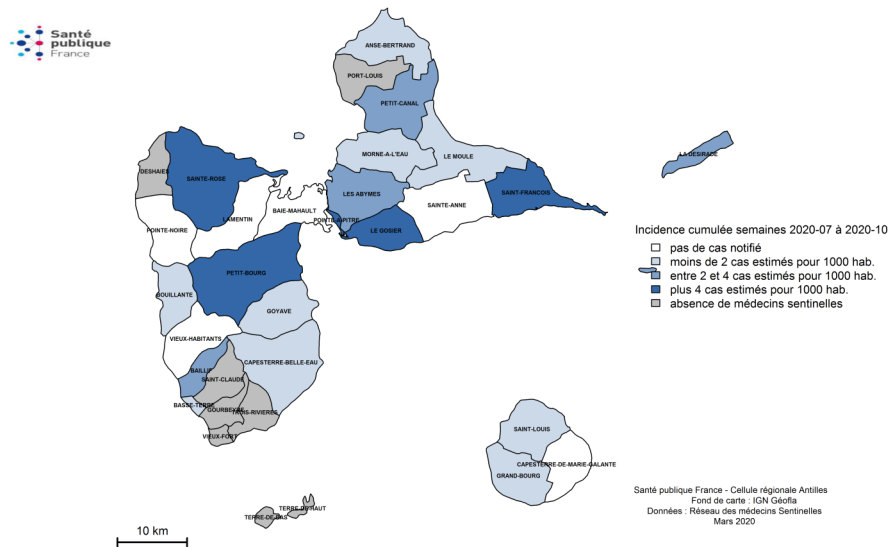 Santé
publique
France
ANSE-BERTRAND
PORT-LOUIS
PETIT-CANAL
MORNE-A-L'EAU
LE MOULE
LA DESIRADE
DESHAIES
SAINTE-ROSE
LES ABYMES
SAINT-FRANCOIS
SAINTE-ANNE
BAIE-MAHAULT
LAMENTIN
POINTE-A-PITRE
POINTE-NOIRE
LE GOSIER
PETIT-BOURG
BOUILLANTE
GOYAVE
VIEUX-HABITANTS
CAPESTERRE-BELLE-EAU
BAILLIF
SAINT-CLAUDE
BASSE-TERRE
GOURBEYRE
TROIS-RIVIERES
VIEUX-FORT
SAINT-LOUIS
CAPESTERRE-DE-MARIE-GALANTE
GRAND-BOURG
TERRE-DE-HAUT
TERRE-DE-BAS
Incidence cumulée semaines 2020-07 à 2020-10
pas de cas notifié
moins de 2 cas estimés pour 1000 hab.
entre 2 et 4 cas estimés pour 1000 hab.
plus 4 cas estimés pour 1000 hab.
absence de médecins sentinelles
Santé publique France - Cellule régionale Antilles
Fond de carte : IGN Géofla
Données : Réseau des médecins Sentinelles
Mars 2020
10 km